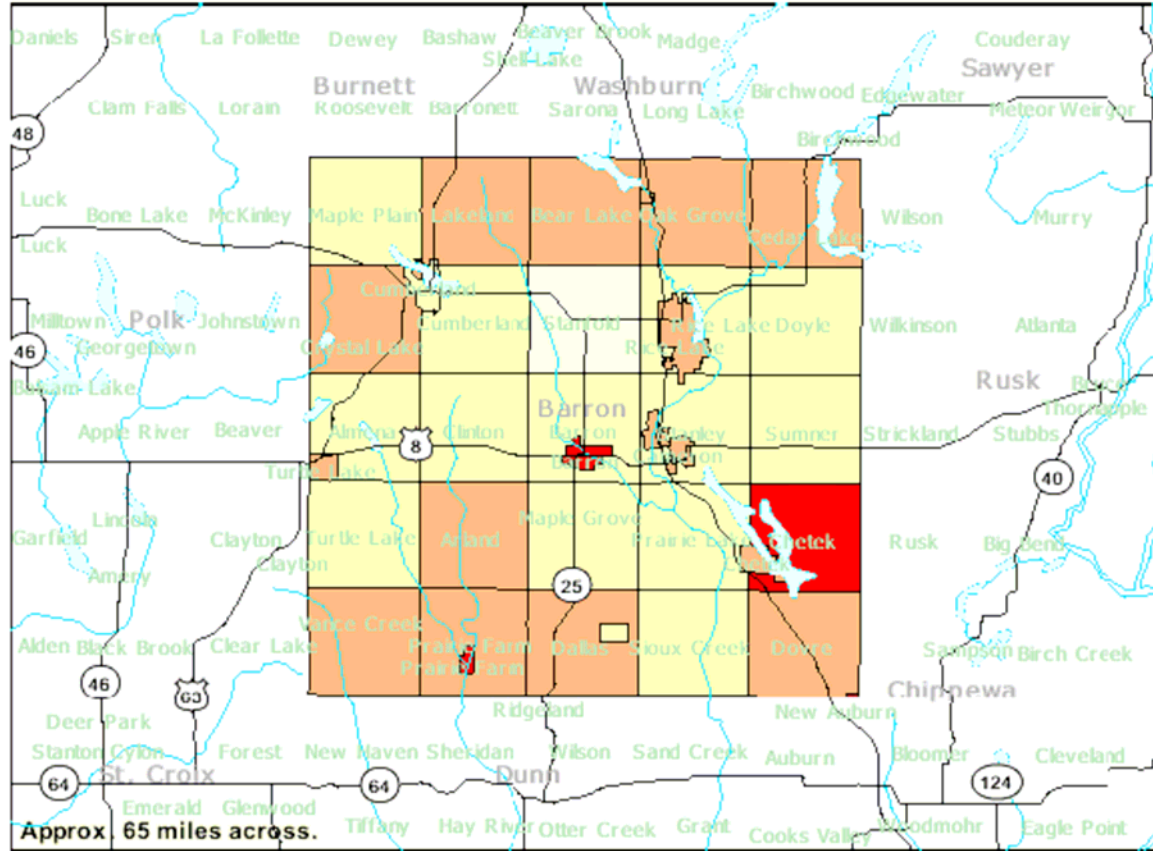 Daniels Siren La Follette Dewey Bashaw Beaver Brook Madge Couderay
Shell Lake
Sawyer
Burnett Washburn
Birchwood Edgewater
Clam Falls Lorain Roosevelt Barronett Sarona Long Lake Meteor Weirgor
48
Birchwood
Luck
Bone Lake McKinley Maple Plain Lakeland Bear Lake Oak Grove Wilson Murry
Cedar Lake
Luck
Cumberland
Milltown Polk Johnstown Cumberland Stanfold Rice Lake Doyle Wilkinson Atlanta
46 Georgetown Crystal Lake Rice Lake
Rusk Bruce
Balsam Lake
Barron Thornapple
Apple River Beaver Almena Clinton Barron Stanley Sumner Strickland Stubbs
8
Turtle Lake Barron Cameron
40
Lincoln Maple Grove
Garfield Clayton Turtle Lake Arland Prairie Lake Chetek Rusk Big Bend
Clayton Chetek
Amery
25
Vance Creek
Alden Black Brook Clear Lake Prairie Farm Dallas Sioux Creek Dovre Sampson Birch Creek
Prairie Farm
46 63 Chippewa
Deer Park Ridgeland New Auburn
Stanton Cylon Forest New Haven Sheridan Wilson Sand Creek Auburn Bloomer Cleveland
St. Croix Dunn
64 64 124
Emerald Glenwood
Approx. 65 miles across. Tiffany Hay River Otter Creek Grant Cooks Valley Woodmohr Eagle Point